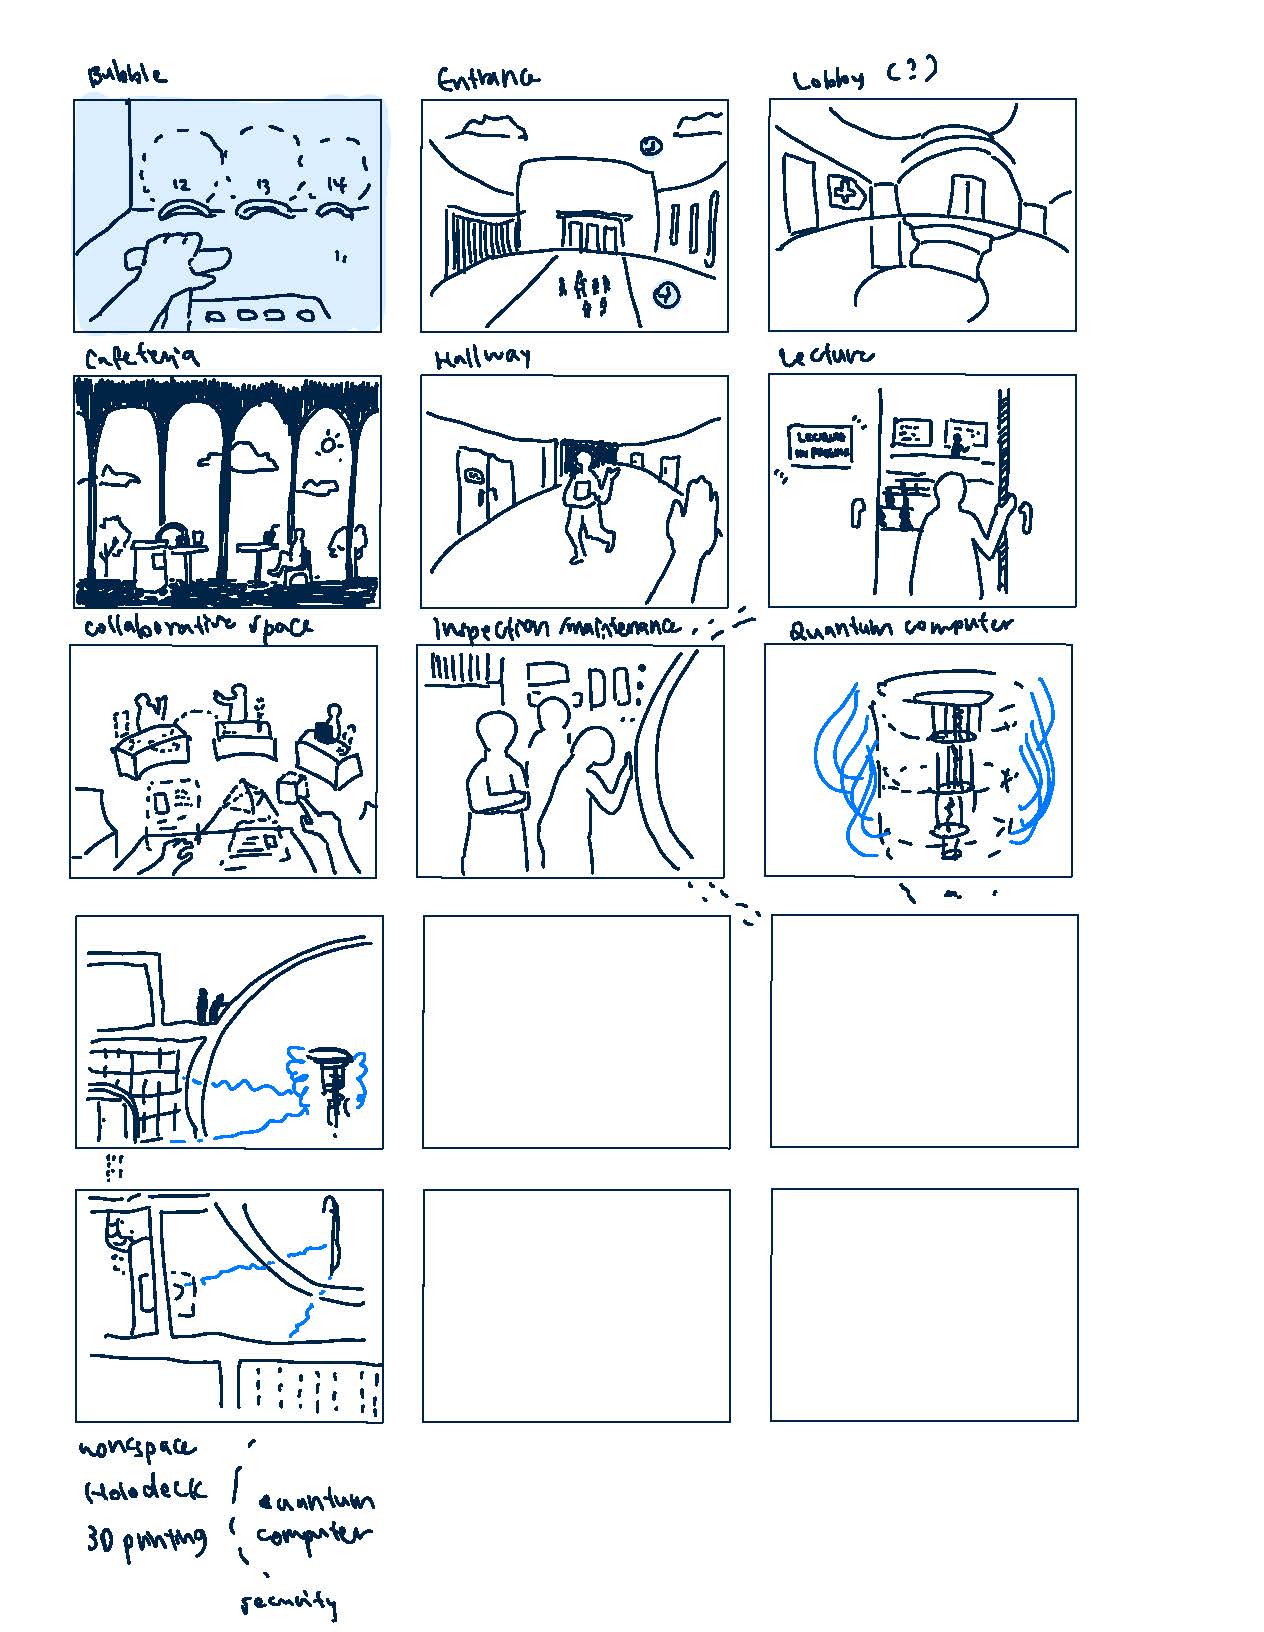 Bubble
Entrance
Lobby (?)
12 13 14
Cafeteria
Hallway
Lecture
LECTURE
IN PROGRESS
collaborative space
Inspection/maintenance
Quantum computer
workspace
Holodeck
3D printing
quantum
computer
security